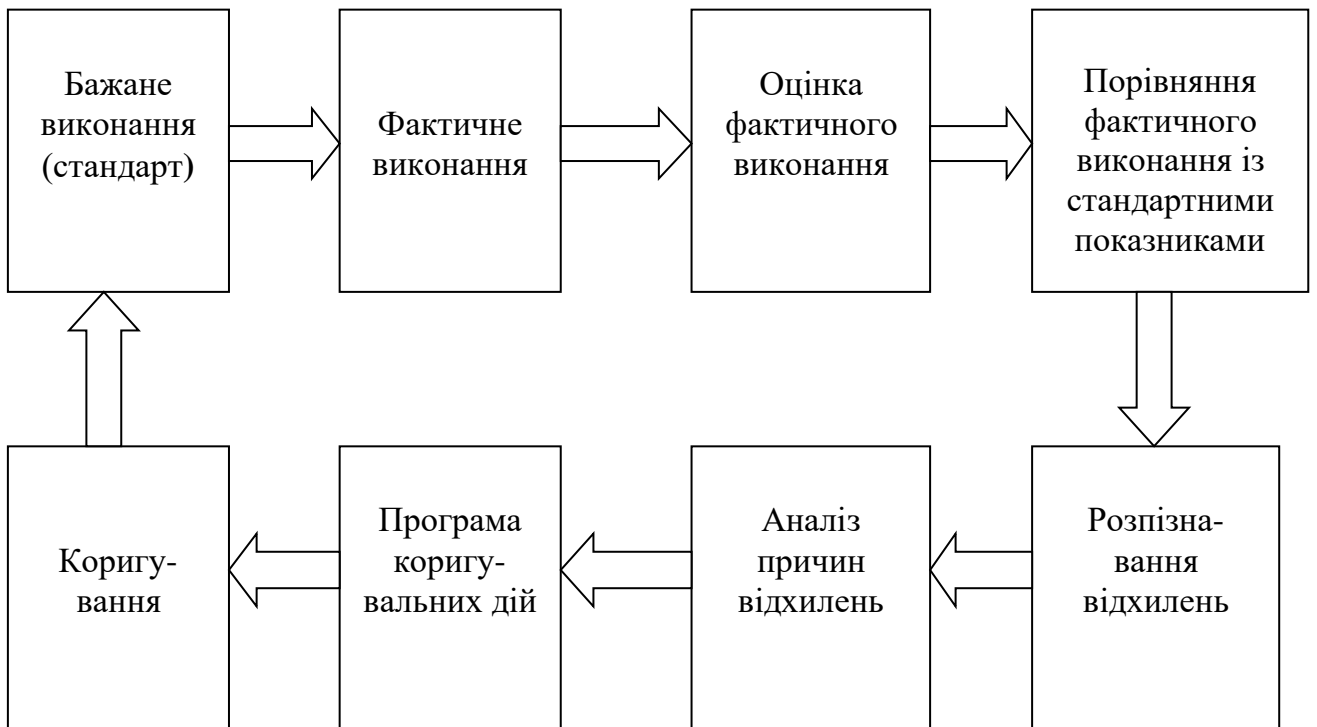 Бажане
виконання
(стандарт)
Фактичне
виконання
Оцінка
фактичного
виконання
Порівняння
фактичного
виконання із
стандартними
показниками
Коригу-
вання
Програма
коригу-
вальних дій
Аналіз
причин
відхилень
Розпізна-
вання
відхилень